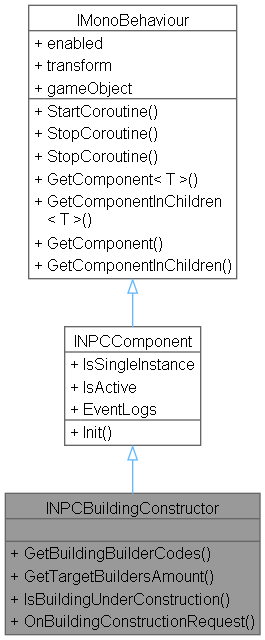 IMonoBehaviour
+ enabled
+ transform
+ gameObject
+ StartCoroutine()
+ StopCoroutine()
+ StopCoroutine()
+ GetComponent< T >()
+ GetComponentInChildren
< T >()
+ GetComponent()
+ GetComponentInChildren()
INPCComponent
+ IsSingleInstance
+ IsActive
+ EventLogs
+ Init()
INPCBuildingConstructor
+ GetBuildingBuilderCodes()
+ GetTargetBuildersAmount()
+ IsBuildingUnderConstruction()
+ OnBuildingConstructionRequest()